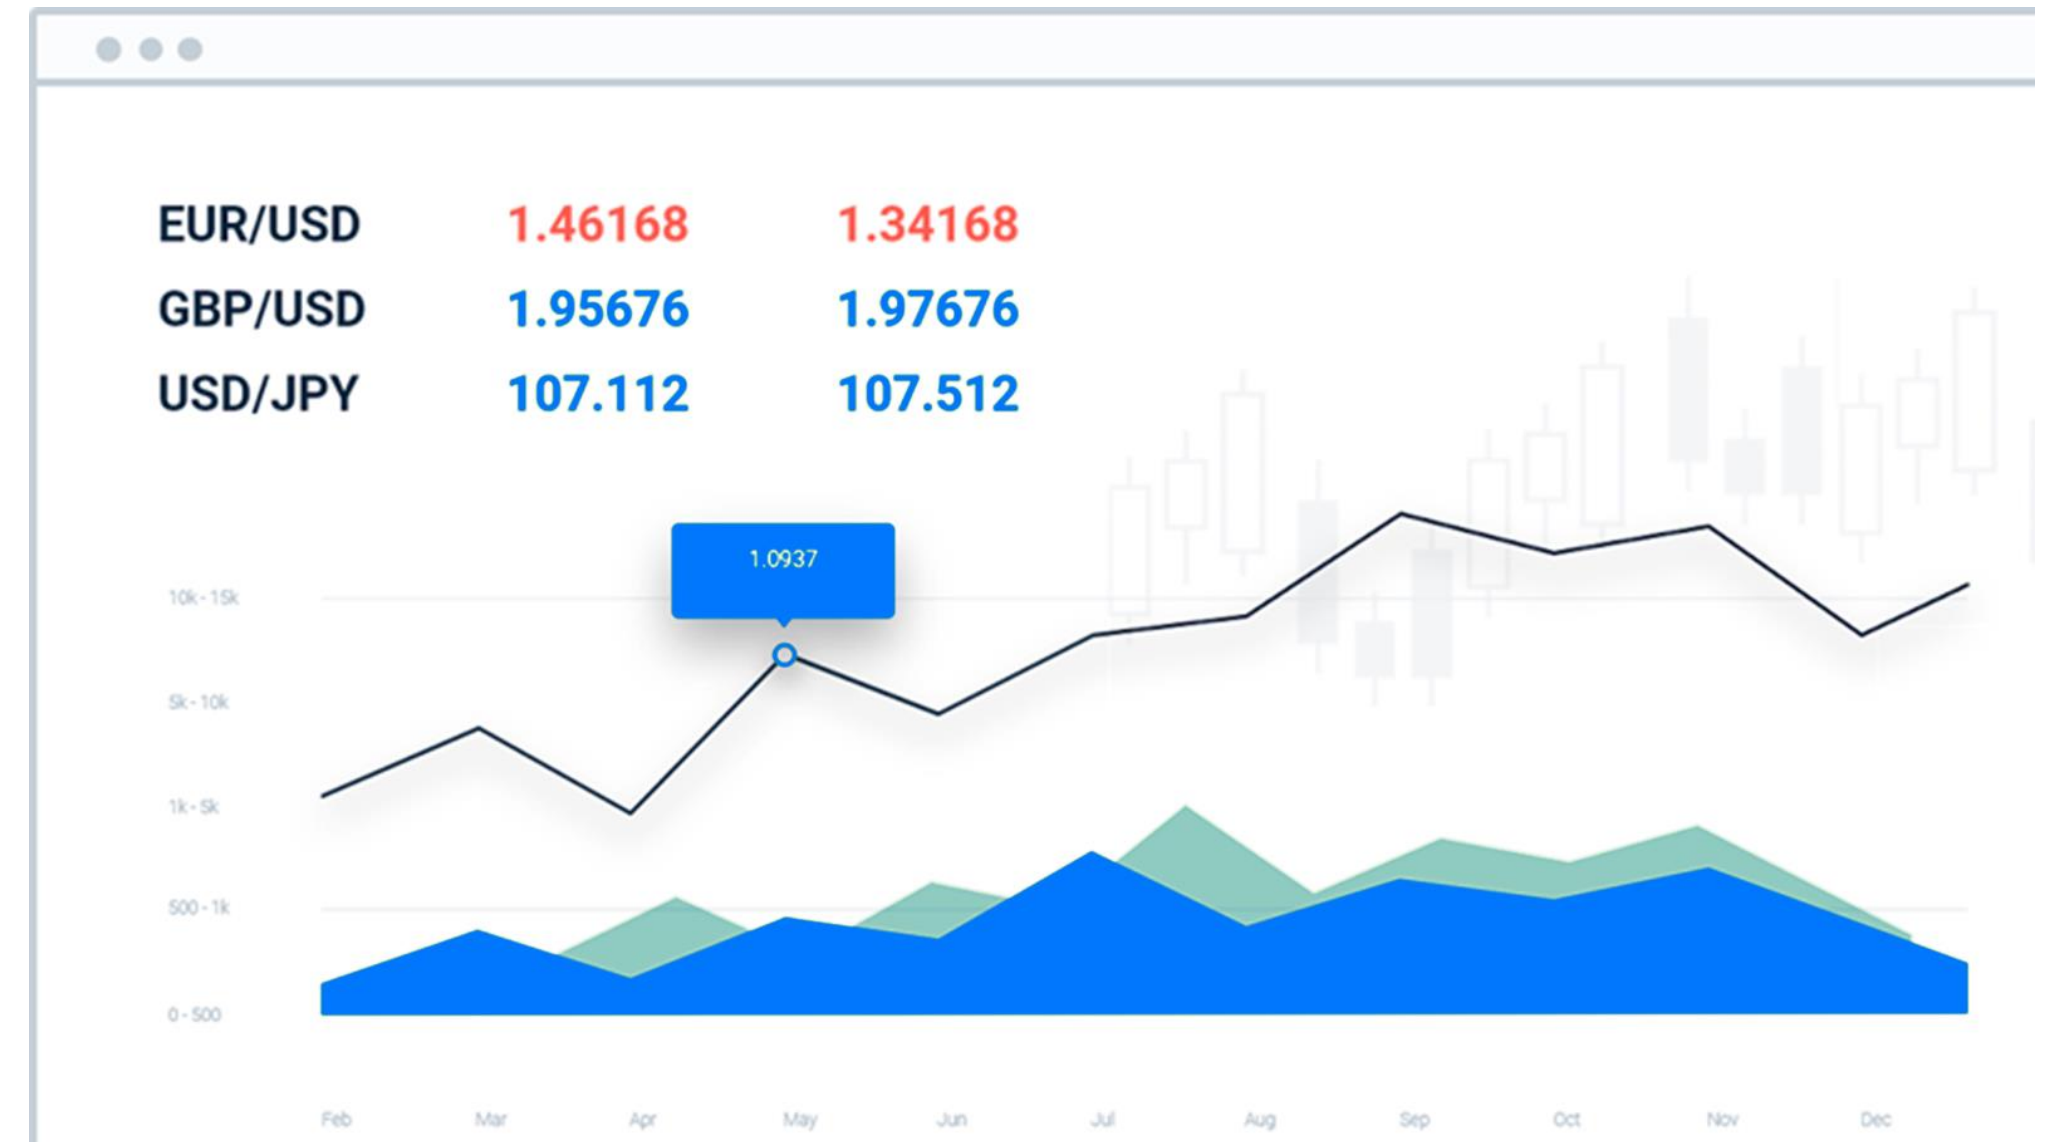 EUR/USD 1.46168 1.34168
GBP/USD 1.95676 1.97676
USD/JPY 107.112 107.512
1.0937
10k - 15k
5k - 10k
1k - 5k
500 - 1k
0 - 500
Feb Mar Apr May Jun Jul Aug Sep Oct Nov Dec